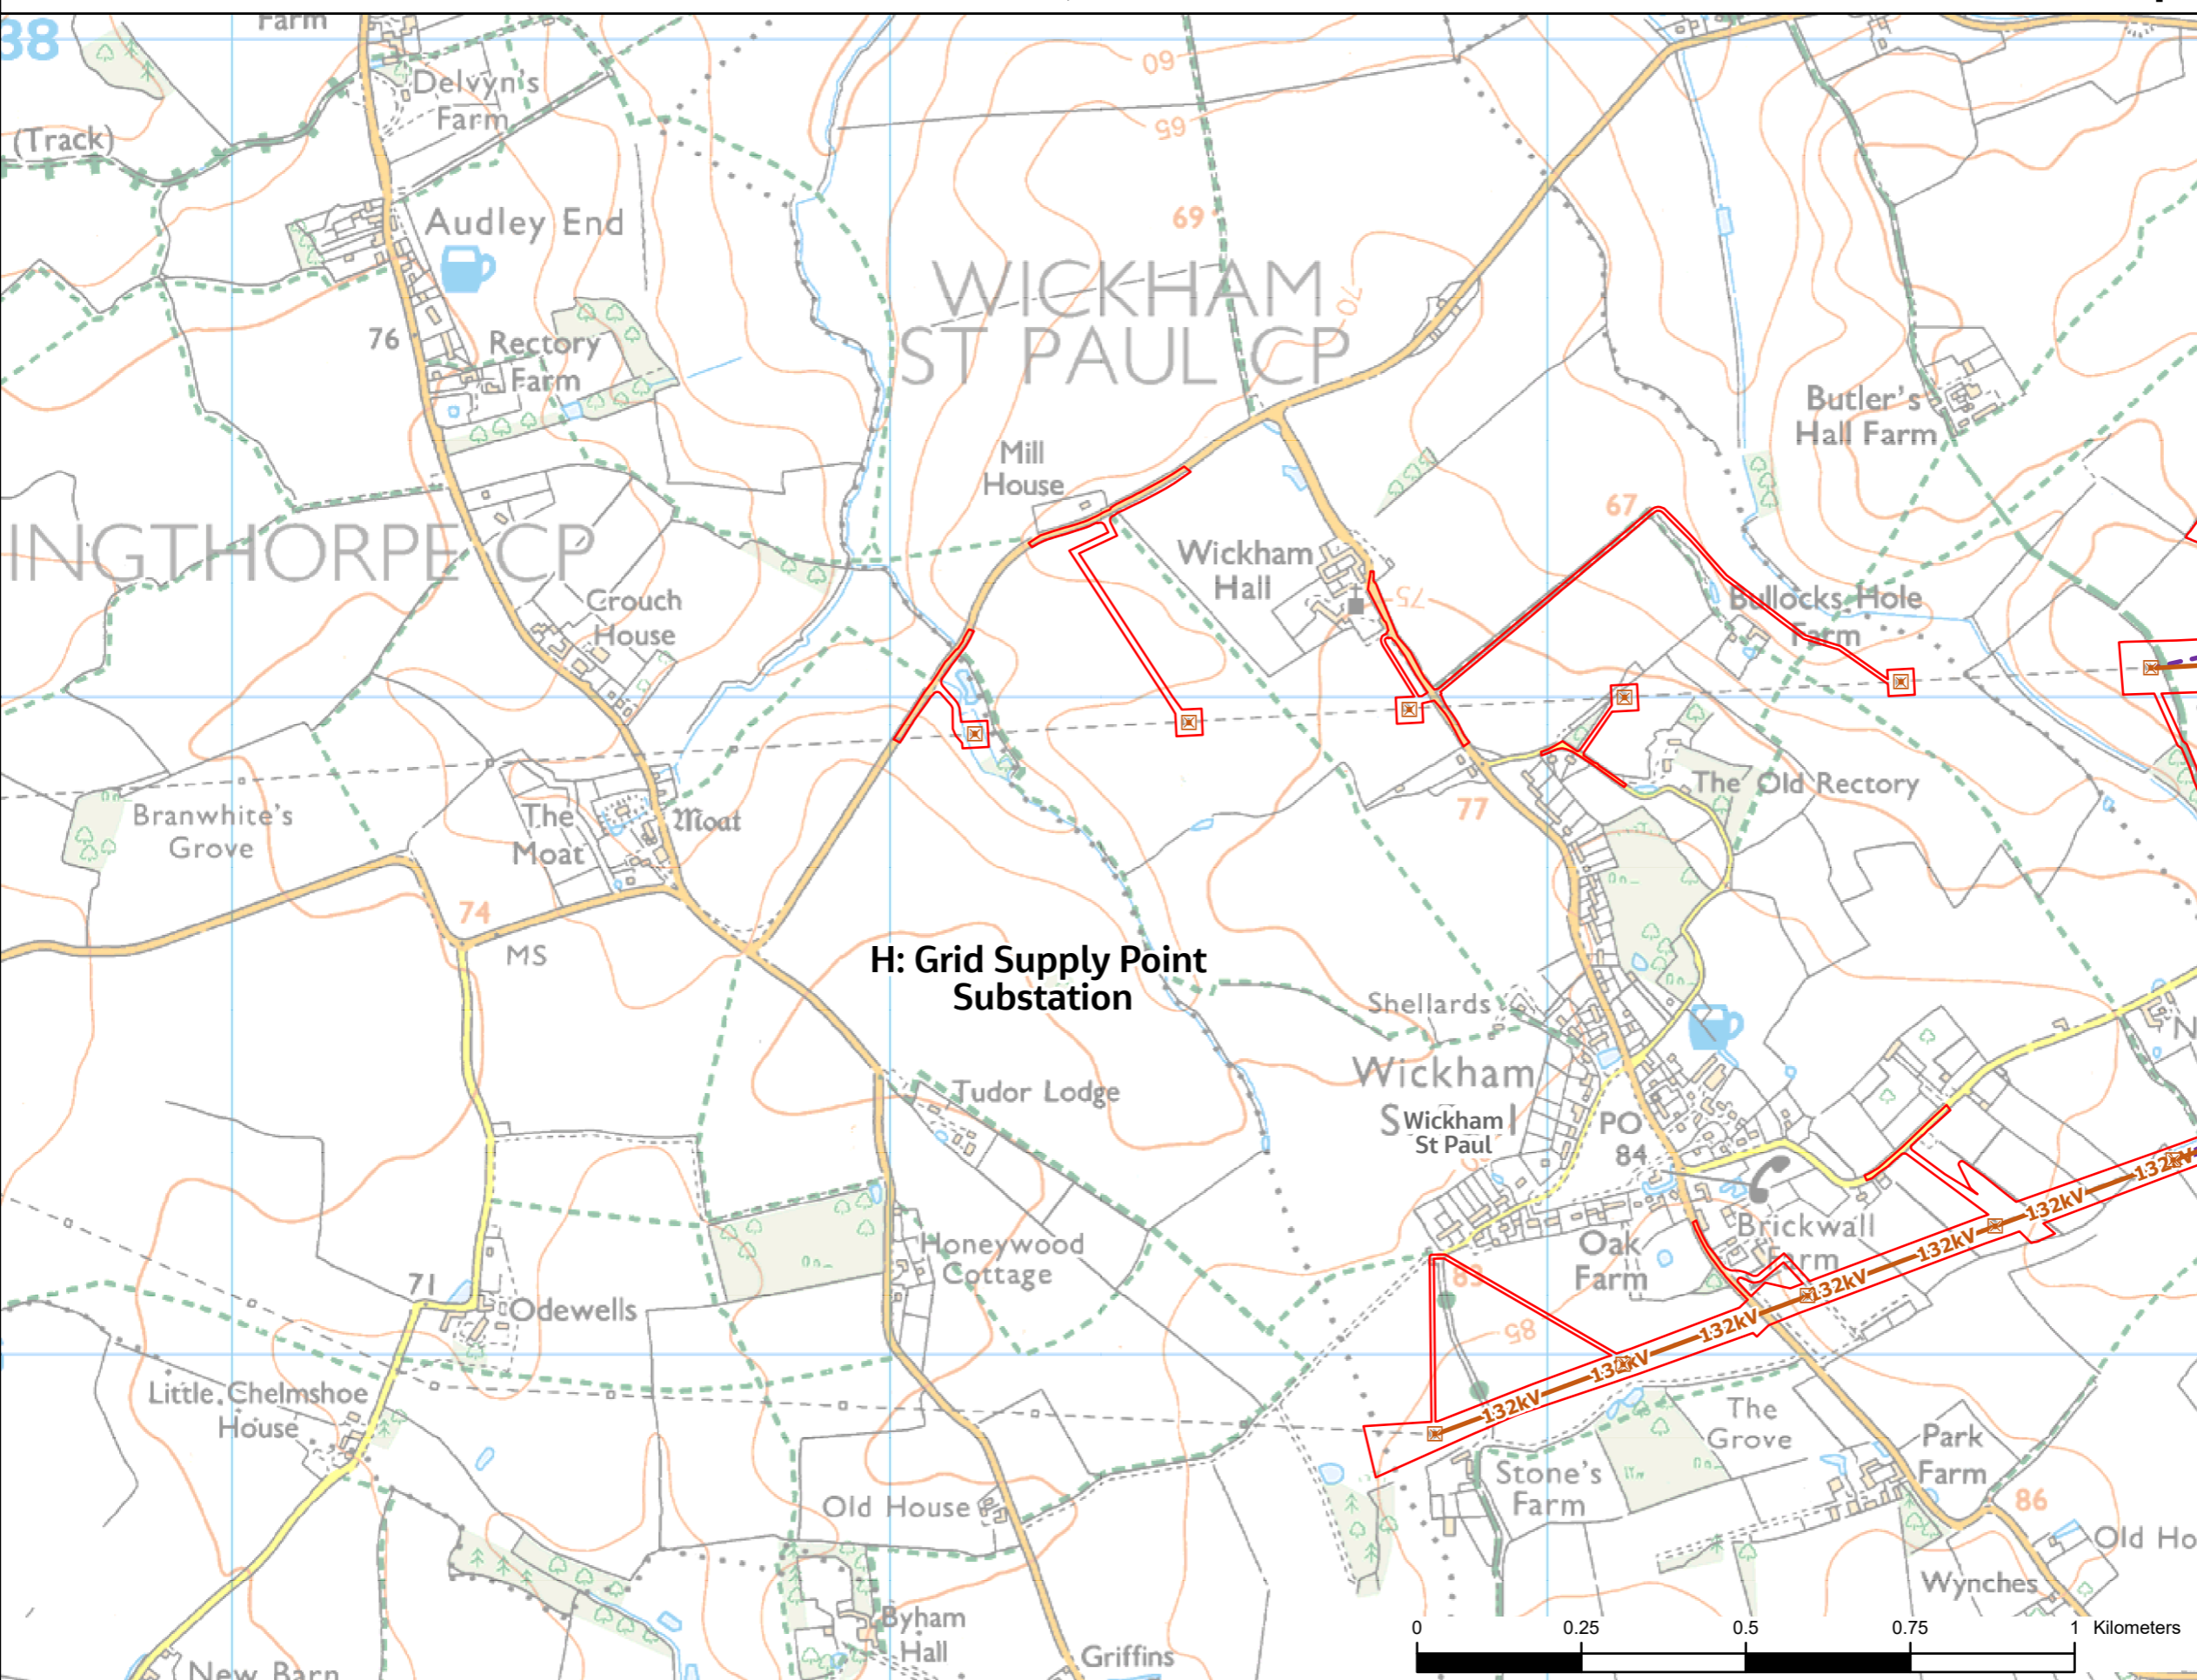 Farm
38
Delvyn's
Farm
(Track)
60
65
69
Audley End
WICKHAM
ST PAUL CP
70
76
Rectory
Farm
Butler's
Hall Farm
Mill
House
67
INGTHORPE CP
Wickham
Hall
75
Crouch
House
Bullocks Hole
Farm
The Old Rectory
77
Branwhite's
Grove
The
Moat
Moat
74
MS
H: Grid Supply Point
Substation
Shellards
Wickham
Tudor Lodge
Wickham
St Paul
PO
84
Honeywood
Cottage
Oak
Farm
Brickwall
Farm
132kV
132kV
132kV
132kV
132kV
132kV
132kV
83
85
71
Odewells
Little Chelmshoe
House
The
Grove
Park
Farm
Stone's
Farm
Old House
86
Old Ho
Wynches
Byham
Hall
Griffins
New Barn
0 0.25 0.5 0.75 1 Kilometers